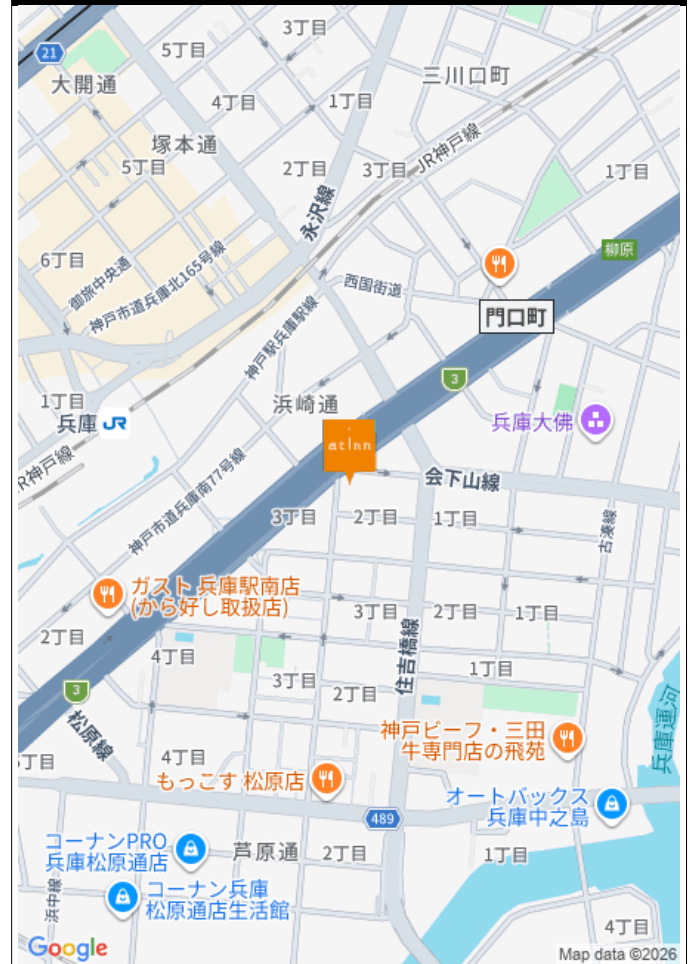 3丁目
21
5丁目
三川口町
大開通
4丁目
1丁目
塚本通
JR神戸線
5丁目
2丁目
3丁目
1丁目
永沢線
柳原
6丁目
御旅中央通
神戸市道兵庫北165号線
西国街道
門口町
神戸駅兵庫駅線
3
1丁目
浜崎通
兵庫 JR
兵庫大佛
at inn
R神戸線
会下山線
神戸市道兵庫南77号線
3丁目
2丁目
1丁目
古湊線
ガスト 兵庫駅南店
(から好し取扱店)
3丁目
2丁目
1丁目
2丁目
住吉橋線
4丁目
1丁目
3丁目
2丁目
3
松原線
兵庫運河
神戸ビーフ・三田
牛専門店の飛苑
丁目
4丁目
もっこす 松原店
オートバックス
兵庫中之島
489
コーナンPRO
兵庫松原通店
芦原通
2丁目
1丁目
浜中線
コーナン兵庫
松原通店生活館
4丁目
Google
Map data ©2026